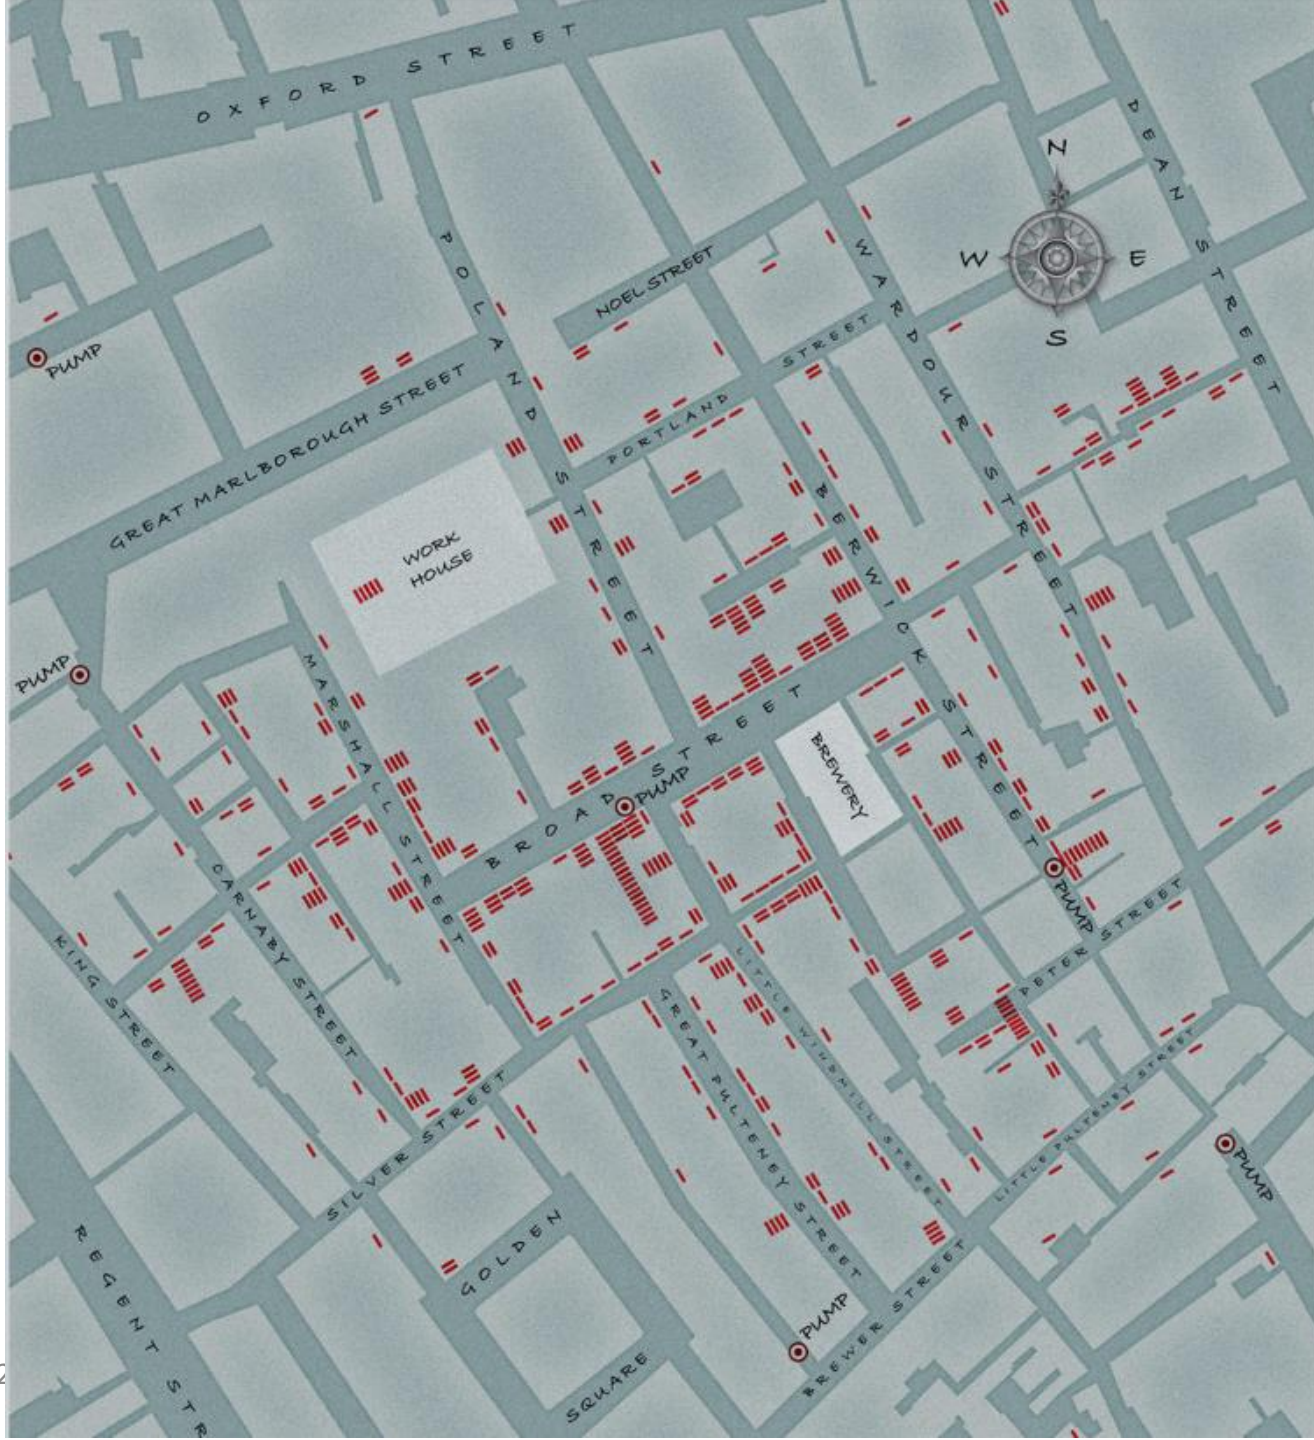 OXFORD STREET
DEAN STREET
N
W E
S
POLAND STREET
NOEL STREET
WARDOUR STREET
PUMP
PORTLAND STREET
GREAT MARLBOROUGH STREET
WORK
HOUSE
BERWICK STREET
PUMP
MARSHALL STREET
BROAD STREET
PUMP
BREWERY
CARNABY STREET
KING STREET
PUMP
PETER STREET
LITTLE WINDMILL STREET
GREAT PULTENEY STREET
LITTLE PULTENEY STREET
SILVER STREET
PUMP
GOLDEN
SQUARE
REGENT STR
PUMP
BREWER STREET
2